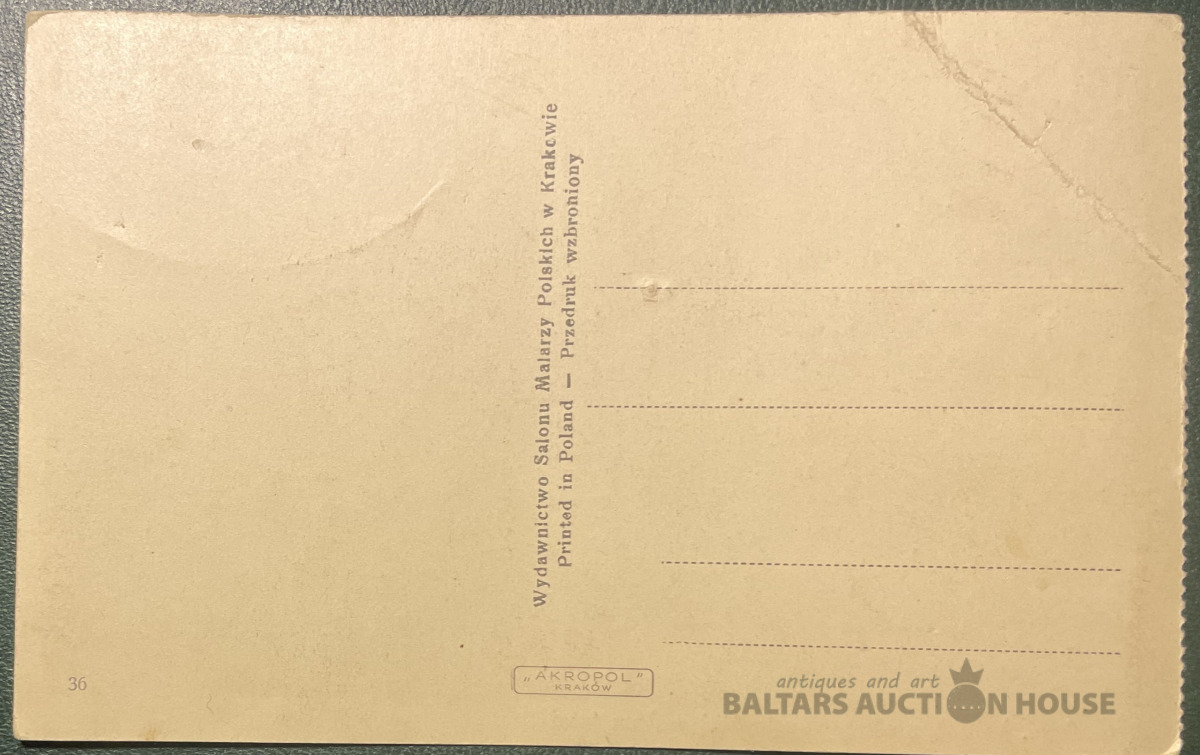 Wydawnictwo Salonu Malarzy Polskich w Krakowie
Printed in Poland — Przedruk wzbroniony
36
„AKROPOL"
KRAKÓW
antiques and art
BALTARS AUCTION HOUSE